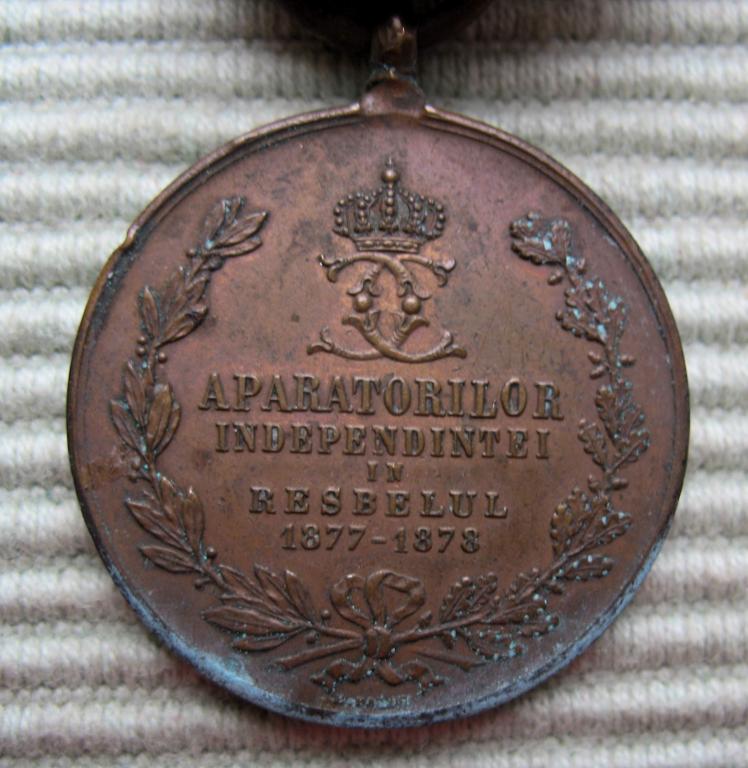 APARATORILOR
INDEPENDINTEI
IN
RESBELUL
1877-1878